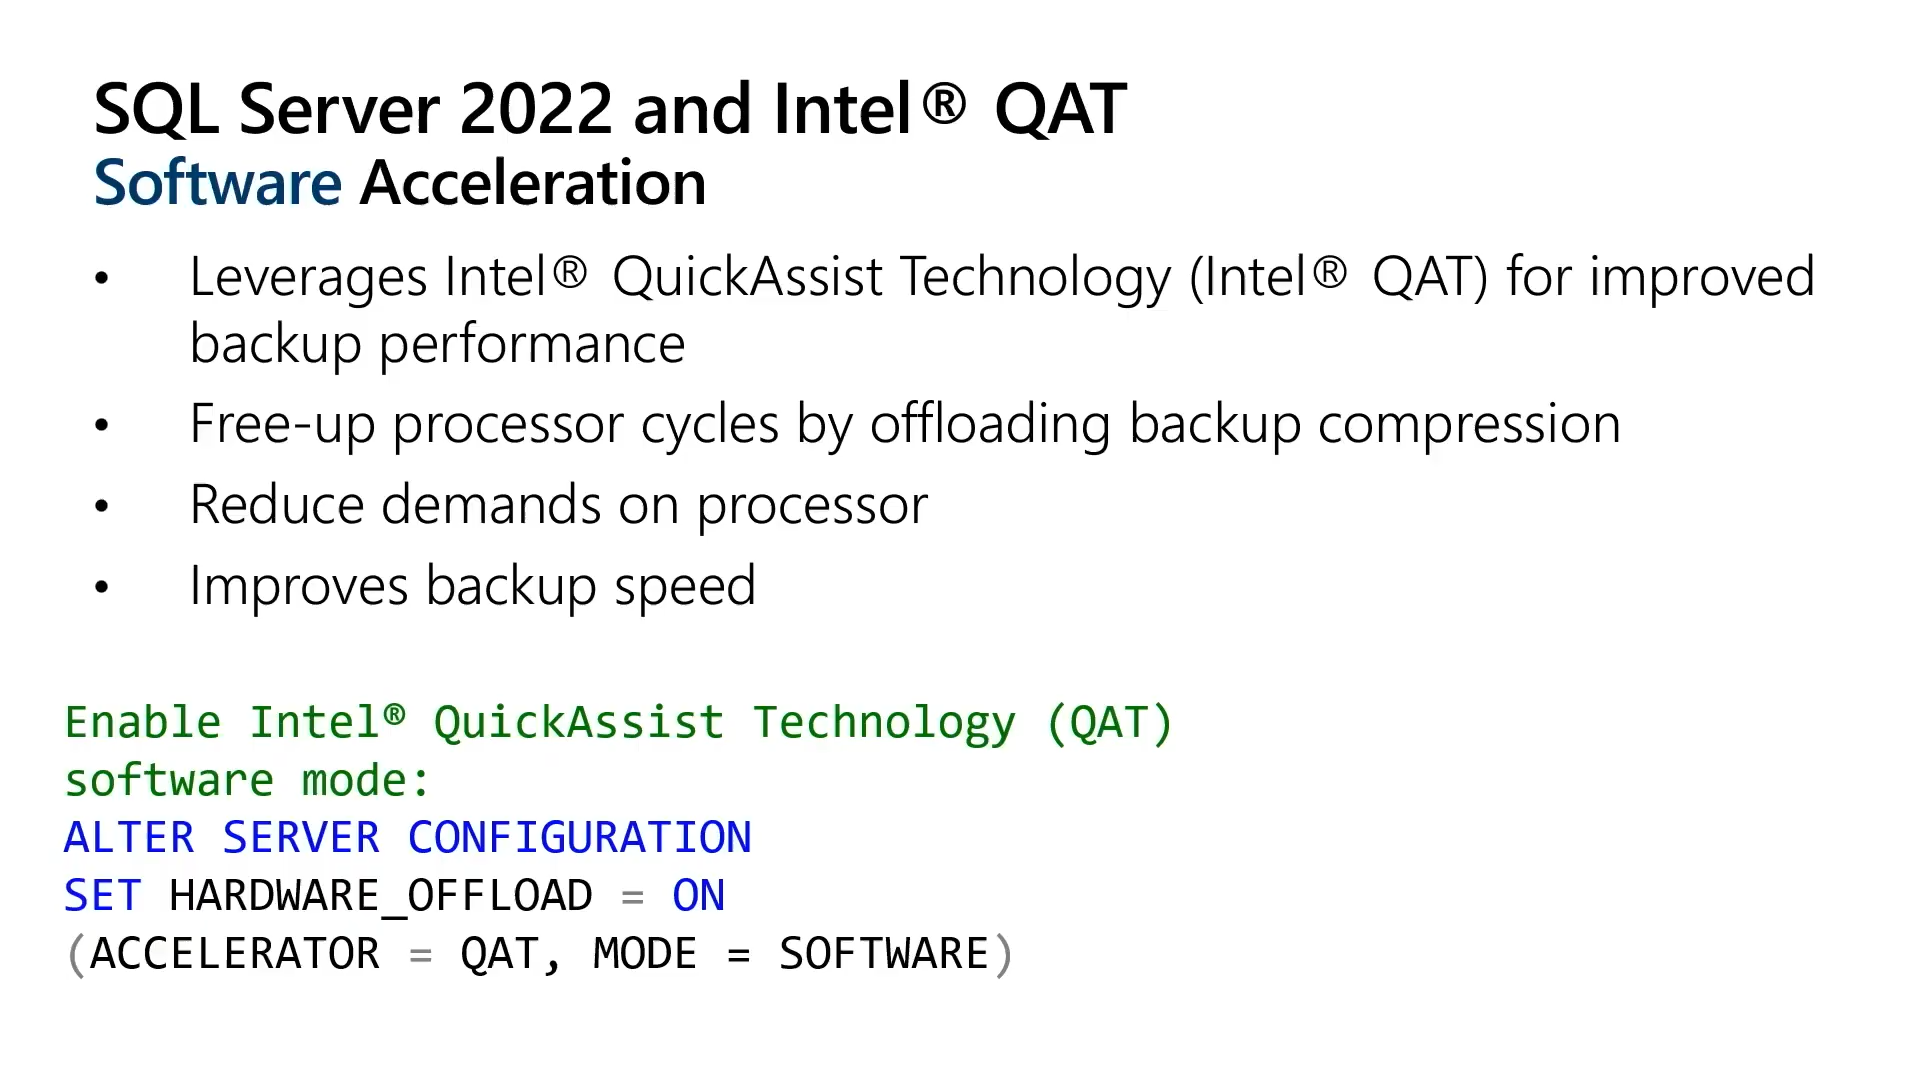 SQL Server 2022 and Intel® QAT
Software Acceleration
• Leverages Intel® QuickAssist Technology (Intel® QAT) for improved
backup performance
• Free-up processor cycles by offloading backup compression
• Reduce demands on processor
• Improves backup speed
Enable Intel® QuickAssist Technology (QAT)
software mode:
ALTER SERVER CONFIGURATION
SET HARDWARE_OFFLOAD = ON
(ACCELERATOR = QAT, MODE = SOFTWARE)